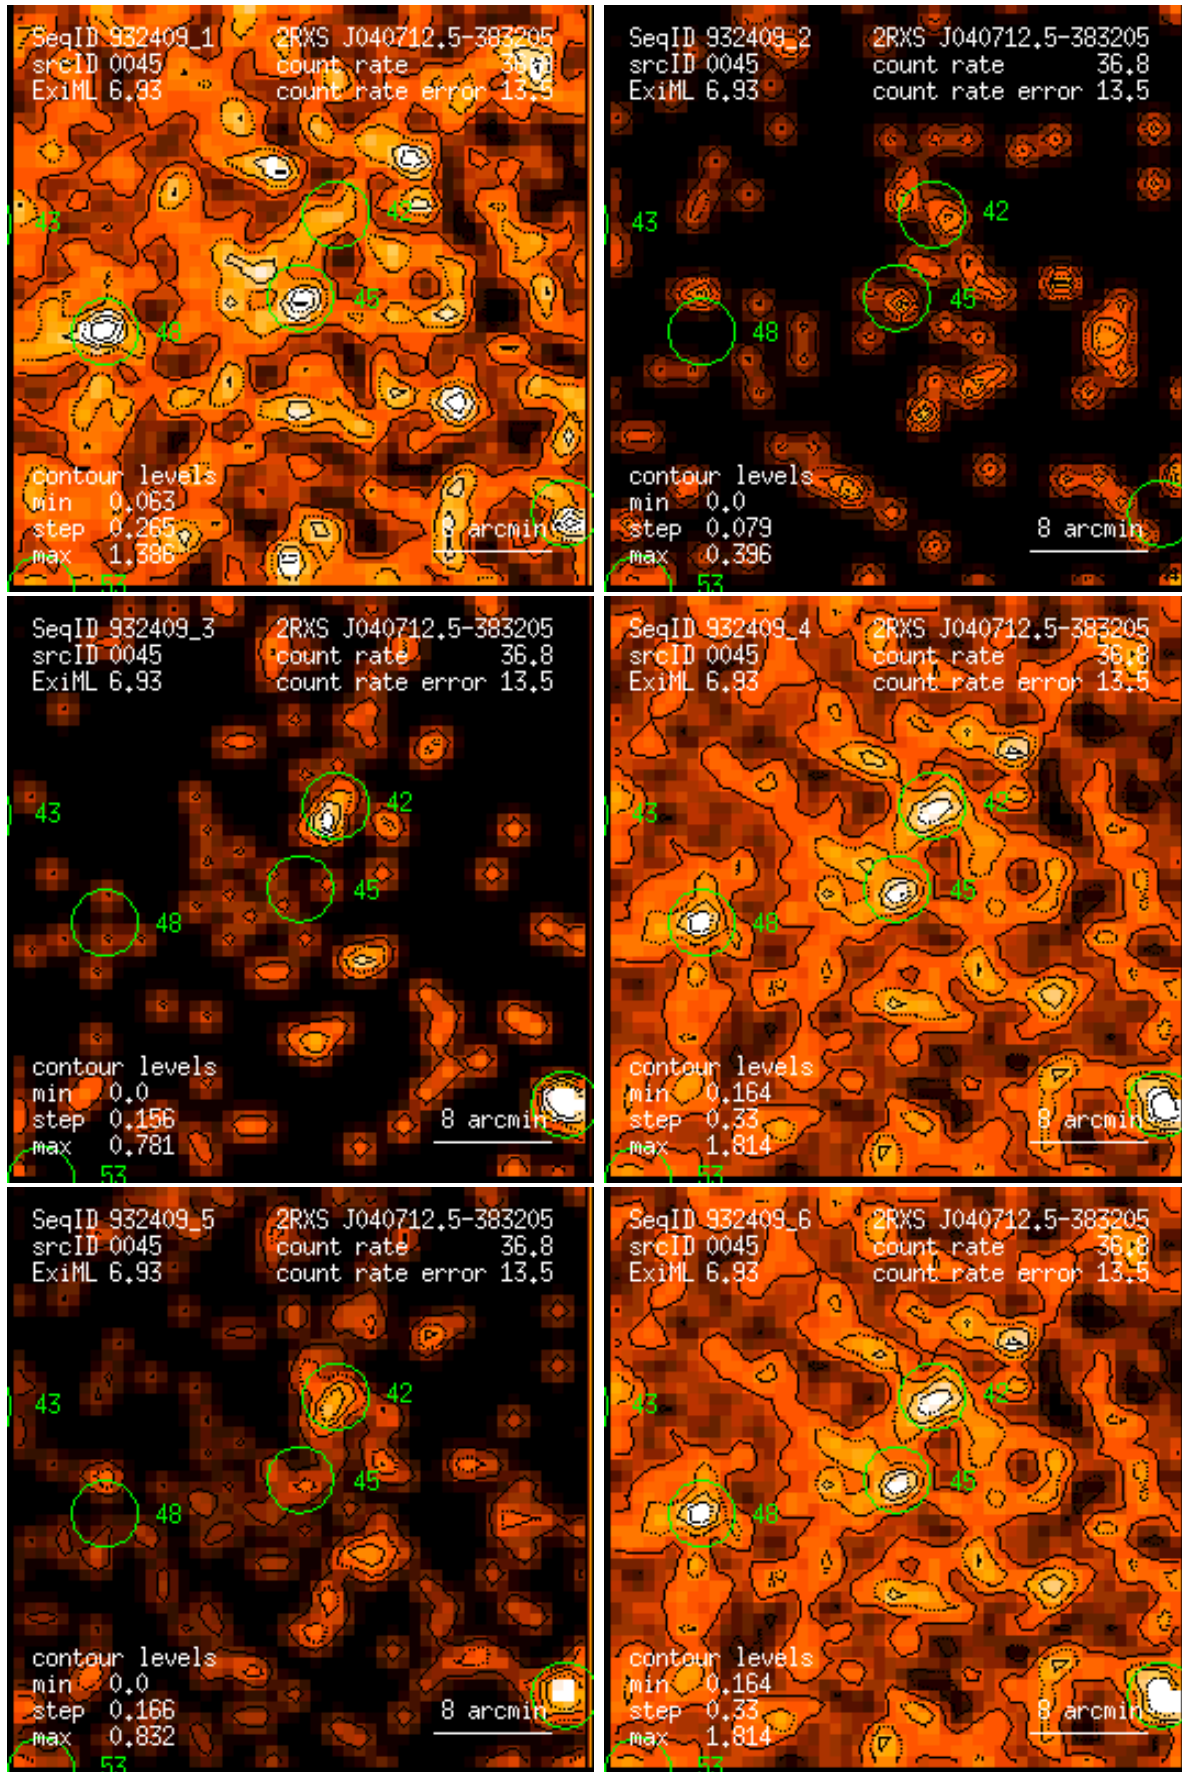 SeqID 932409_1 2RXS J040712.5-383205
srcID 0045 count rate 36.8
ExiML 6.93 count rate error 13.5
42
43
45
48
contour levels
min 0.063
step 0.265 8 arcmin
max 1.386
53
SeqID 932409_2 2RXS J040712.5-383205
srcID 0045 count rate 36.8
ExiML 6.93 count rate error 13.5
42
43
45
48
contour levels
min 0.0
step 0.079 8 arcmin
max 0.396
53
SeqID 932409_3 2RXS J040712.5-383205
srcID 0045 count rate 36.8
ExiML 6.93 count rate error 13.5
42
43
45
48
contour levels
min 0.0
step 0.156 8 arcmin
max 0.781
53
SeqID 932409_4 2RXS J040712.5-383205
srcID 0045 count rate 36.8
ExiML 6.93 count rate error 13.5
42
43
45
48
contour levels
min 0.164
step 0.33 8 arcmin
max 1.814
53
SeqID 932409_5 2RXS J040712.5-383205
srcID 0045 count rate 36.8
ExiML 6.93 count rate error 13.5
42
43
45
48
contour levels
min 0.0
step 0.166 8 arcmin
max 0.832
53
SeqID 932409_6 2RXS J040712.5-383205
srcID 0045 count rate 36.8
ExiML 6.93 count rate error 13.5
42
43
45
48
contour levels
min 0.164
step 0.33 8 arcmin
max 1.814
53